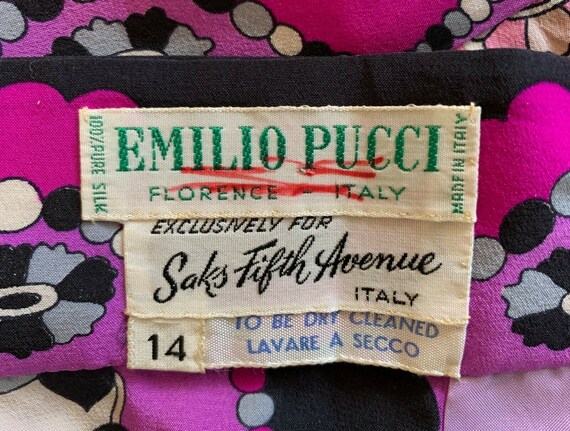 100% PURE SILK
EMILIO PUCCI
FLORENCE - ITALY
MADE IN ITALY
EXCLUSIVELY FOR
Saks Fifth Avenue
ITALY
14
TO BE DRY CLEANED
LAVARE A SECCO